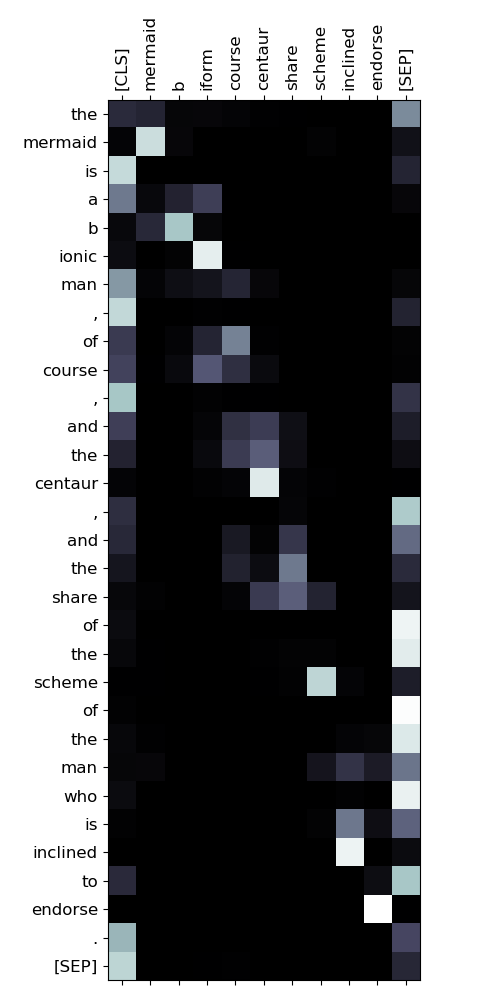 [CLS] mermaid b iform course centaur share scheme inclined endorse [SEP]
the
mermaid
is
a
b
ionic
man
,
of
course
,
and
the
centaur
,
and
the
share
of
the
scheme
of
the
man
who
is
inclined
to
endorse
.
[SEP]